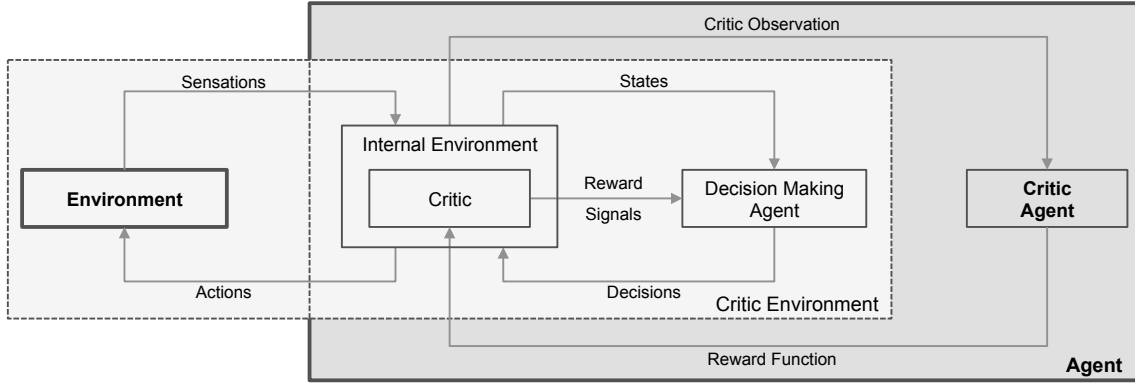 Critic Observation
Sensations
States
Internal Environment
Environment
Critic
Reward
Signals
Decision Making
Agent
Critic
Agent
Actions
Decisions
Critic Environment
Reward Function
Agent